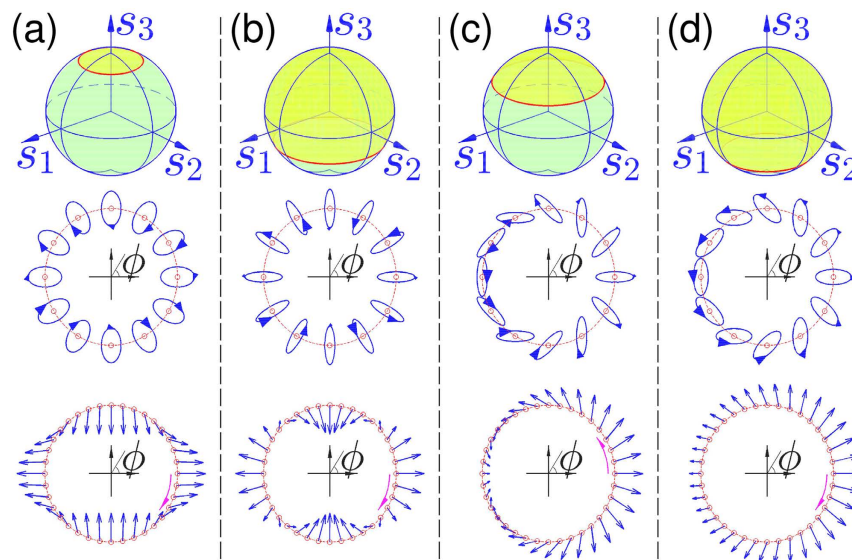 (a) (b) (c) (d)
s3 s3 s3 s3
s1 s2 s1 s2 s1 s2 s1 s2
ϕ ϕ ϕ ϕ
ϕ ϕ ϕ ϕ